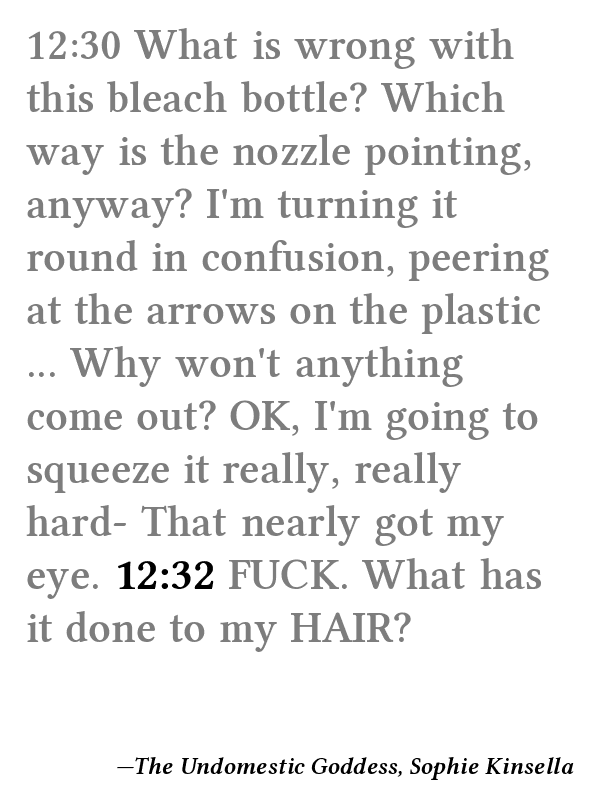 12:30 What is wrong with
this bleach bottle? Which
way is the nozzle pointing,
anyway? I'm turning it
round in confusion, peering
at the arrows on the plastic
... Why won't anything
come out? OK, I'm going to
squeeze it really, really
hard- That nearly got my
eye. 12:32 FUCK. What has
it done to my HAIR?
—The Undomestic Goddess, Sophie Kinsella